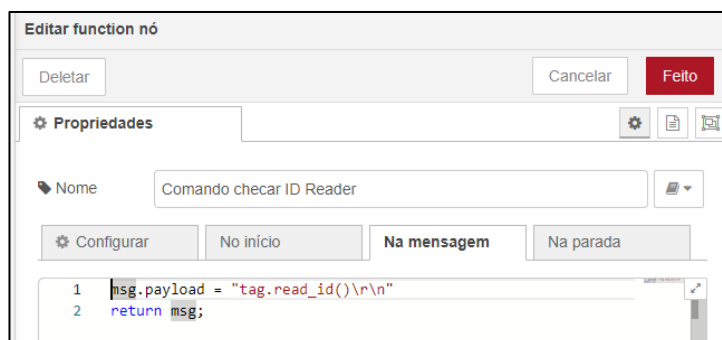 Editar function nó
Deletar Cancelar Feito
Propriedades
Nome Comando checar ID Reader
Configurar No início Na mensagem Na parada
1 msg.payload = "tag.read_id()\r\n"
2 return msg;